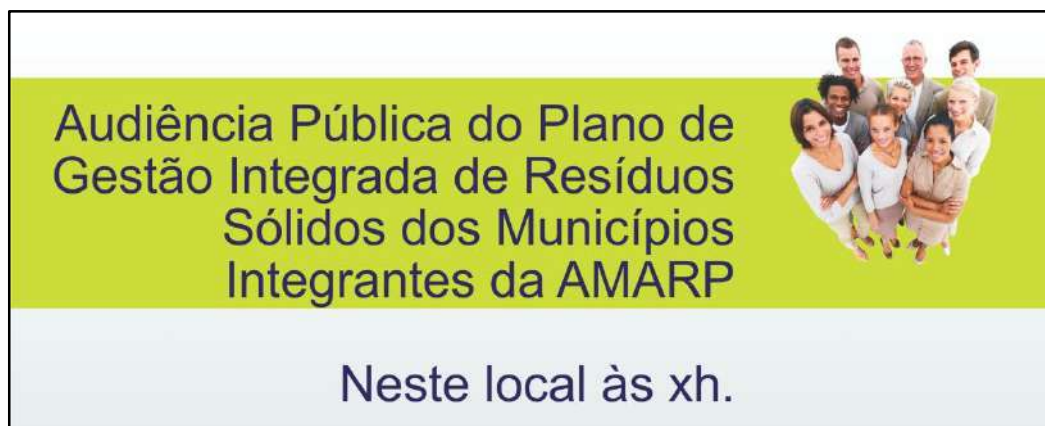 Audiência Pública do Plano de
Gestão Integrada de Resíduos
Sólidos dos Municípios
Integrantes da AMARP
Neste local às xh.